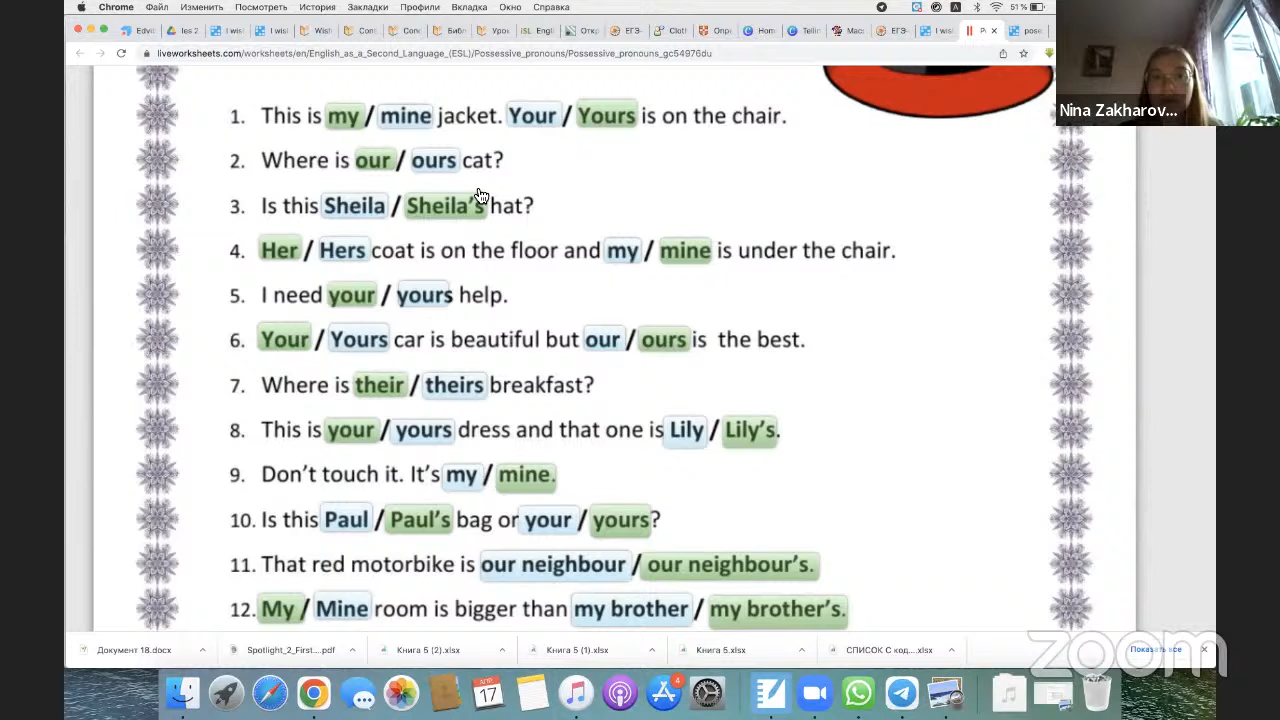 Chrome Файл Изменить Посмотреть История Закладки Профили Вкладка Окно Справка 51 %
liveworksheets.com/worksheets/en/English_as_a_Second_Language_(ESL)/Possessive_pronouns/Possessive_pronouns_gc54976du
Nina Zakharov...
1. This is my / mine jacket. Your / Yours is on the chair.
2. Where is our / ours cat?
3. Is this Sheila / Sheila's hat?
4. Her / Hers coat is on the floor and my / mine is under the chair.
5. I need your / yours help.
6. Your / Yours car is beautiful but our / ours is the best.
7. Where is their / theirs breakfast?
8. This is your / yours dress and that one is Lily / Lily's.
9. Don't touch it. It's my / mine.
10. Is this Paul / Paul's bag or your / yours?
11. That red motorbike is our neighbour / our neighbour's.
12. My / Mine room is bigger than my brother / my brother's.
Документ 18.docx Spotlight_2_First....pdf Книга 5 (2).xlsx Книга 5 (1).xlsx Книга 5.xlsx СПИСОК С код....xlsx Показать все
zoom
АПР 17 4